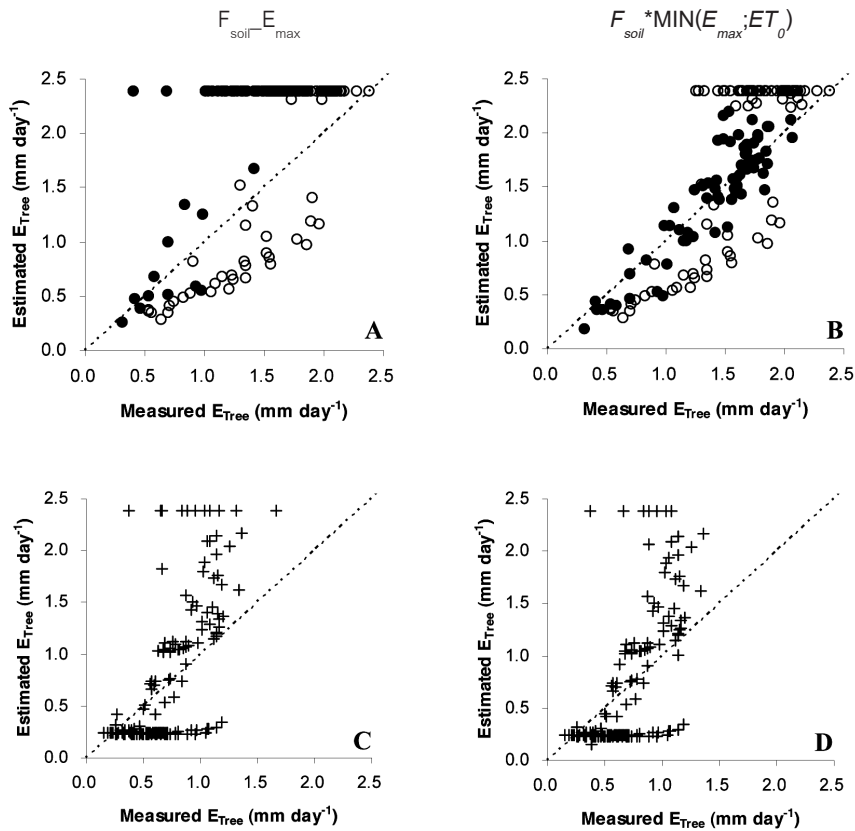 F_soil_E_max
F_soil*MIN(E_max;ET_0)
2.5
2.0
1.5
1.0
0.5
0.0
Estimated E_Tree (mm day^-1)
A
0.0 0.5 1.0 1.5 2.0 2.5
Measured E_Tree (mm day^-1)
2.5
2.0
1.5
1.0
0.5
0.0
Estimated E_Tree (mm day^-1)
B
0.0 0.5 1.0 1.5 2.0 2.5
Measured E_Tree (mm day^-1)
2.5
2.0
1.5
1.0
0.5
0.0
Estimated E_Tree (mm day^-1)
C
0.0 0.5 1.0 1.5 2.0 2.5
Measured E_Tree (mm day^-1)
2.5
2.0
1.5
1.0
0.5
0.0
Estimated E_Tree (mm day^-1)
D
0.0 0.5 1.0 1.5 2.0 2.5
Measured E_Tree (mm day^-1)